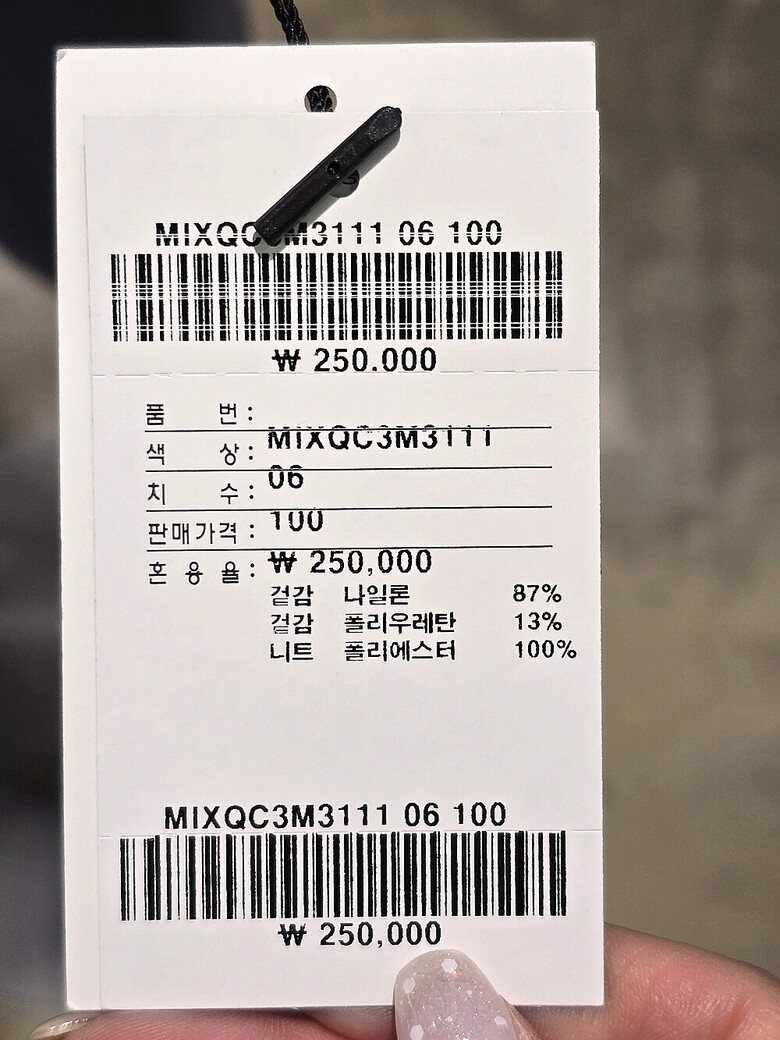 MIXQC3M3111 06 100
₩ 250.000
품 번 :
MIXQC3M3111
색 상 :
06
치 수 :
100
판매가격 :
₩ 250,000
혼 용 율 :
겉감 나일론 87%
겉감 폴리우레탄 13%
니트 폴리에스터 100%
MIXQC3M3111 06 100
₩ 250,000